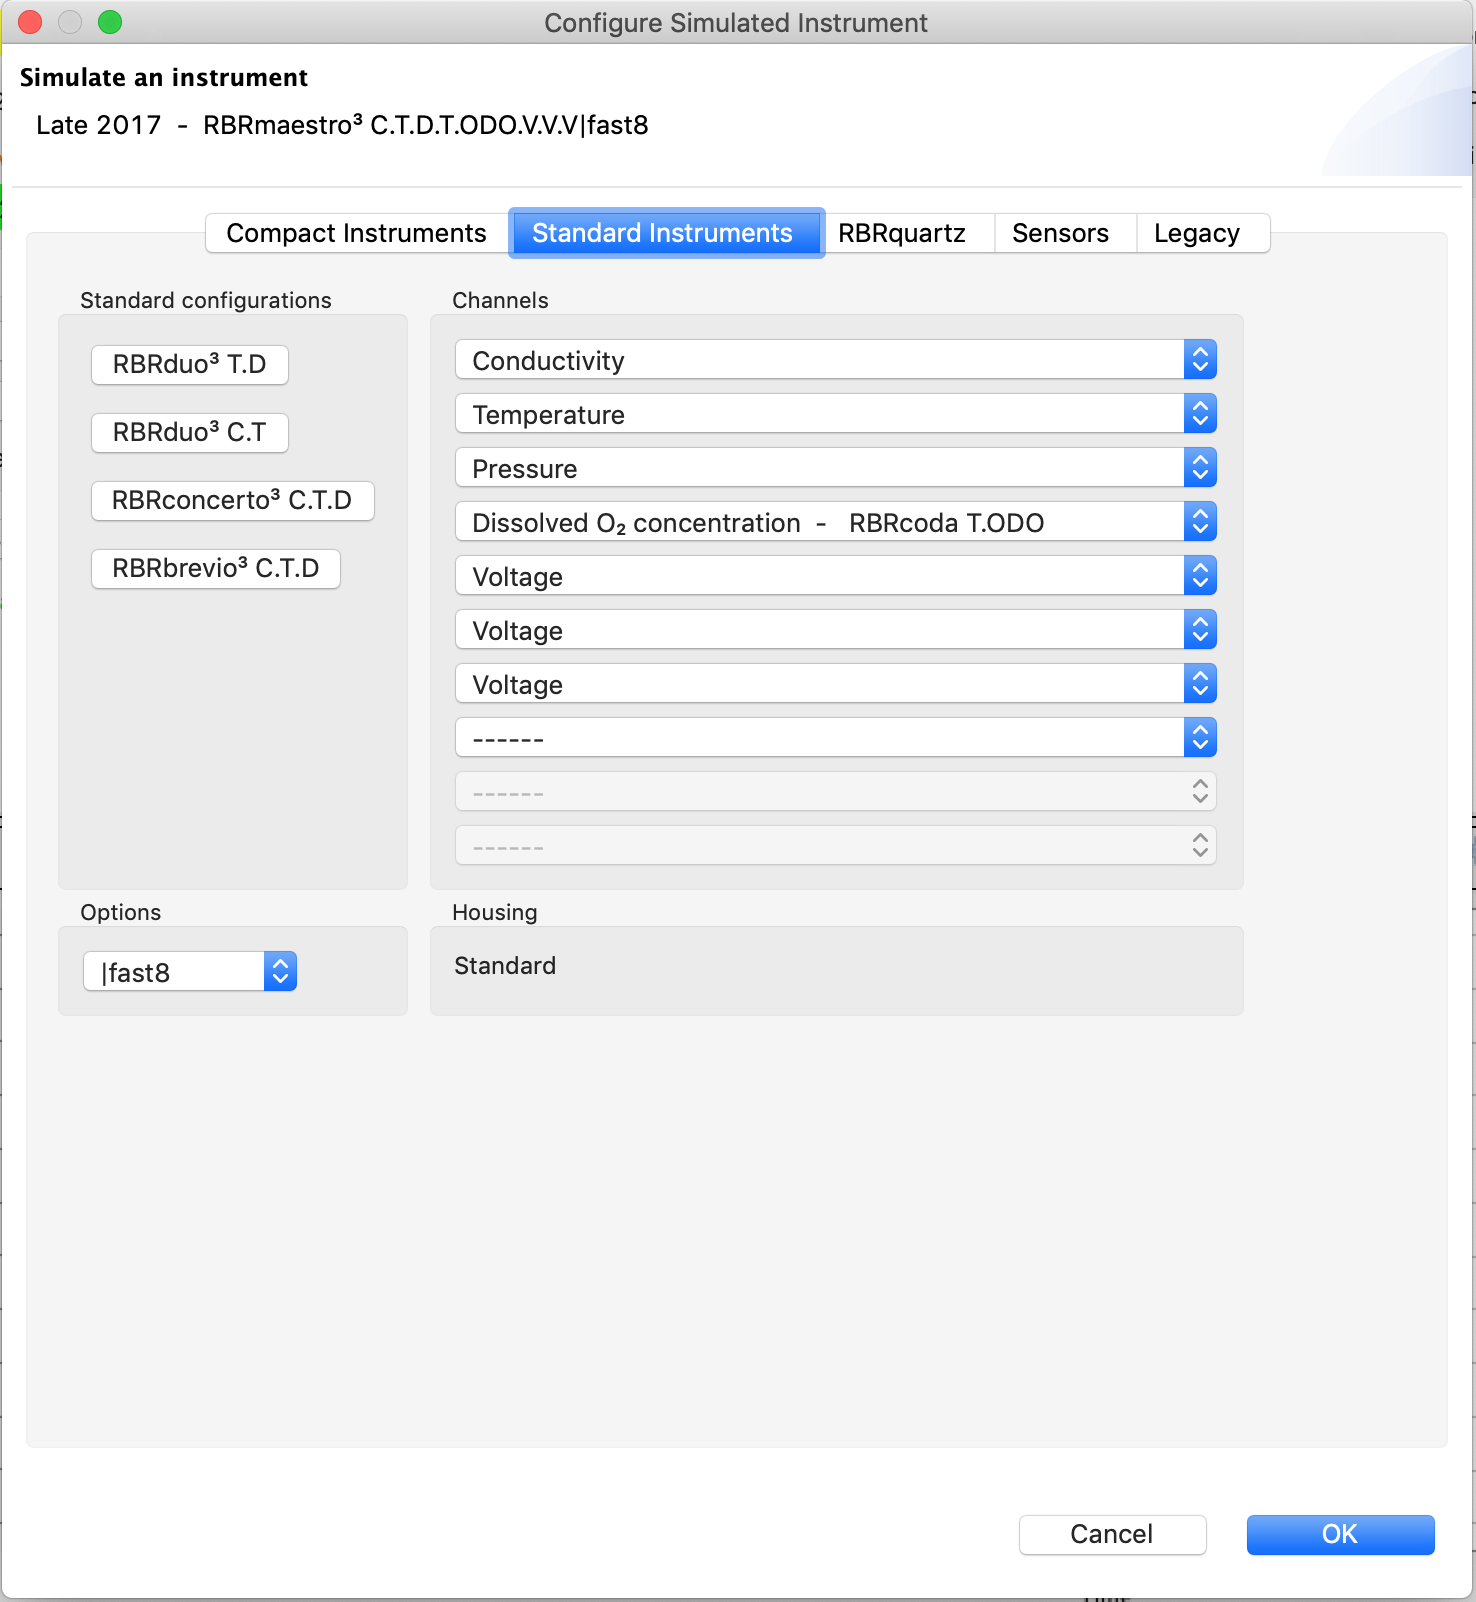 Configure Simulated Instrument
Simulate an instrument
Late 2017 - RBRmaestro³ C.T.D.T.ODO.V.V.V|fast8
Compact Instruments Standard Instruments RBRquartz Sensors Legacy
Standard configurations
RBRduo³ T.D
RBRduo³ C.T
RBRconcerto³ C.T.D
RBRbrevio³ C.T.D
Channels
Conductivity
Temperature
Pressure
Dissolved O₂ concentration - RBRcoda T.ODO
Voltage
Voltage
Voltage
------
------
------
Options
|fast8
Housing
Standard
Cancel OK